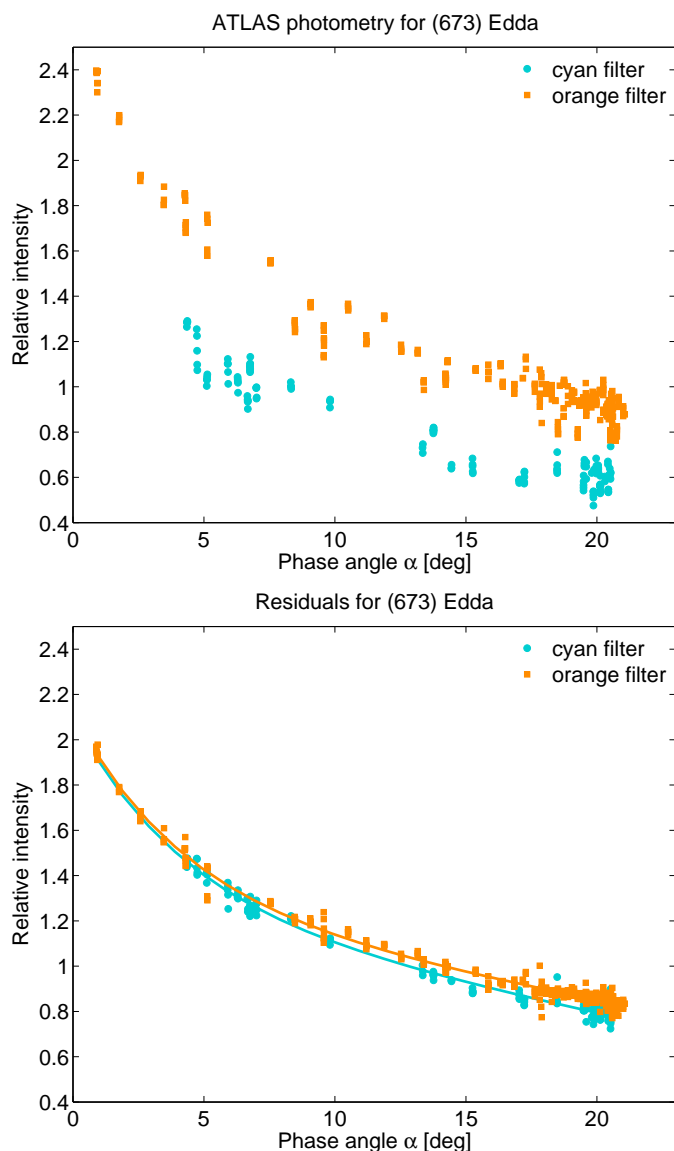 ATLAS photometry for (673) Edda
cyan filter
orange filter
2.4
2.2
2
1.8
1.6
1.4
1.2
1
0.8
0.6
0.4
Relative intensity
0 5 10 15 20
Phase angle α [deg]
Residuals for (673) Edda
cyan filter
orange filter
2.4
2.2
2
1.8
1.6
1.4
1.2
1
0.8
0.6
0.4
Relative intensity
0 5 10 15 20
Phase angle α [deg]